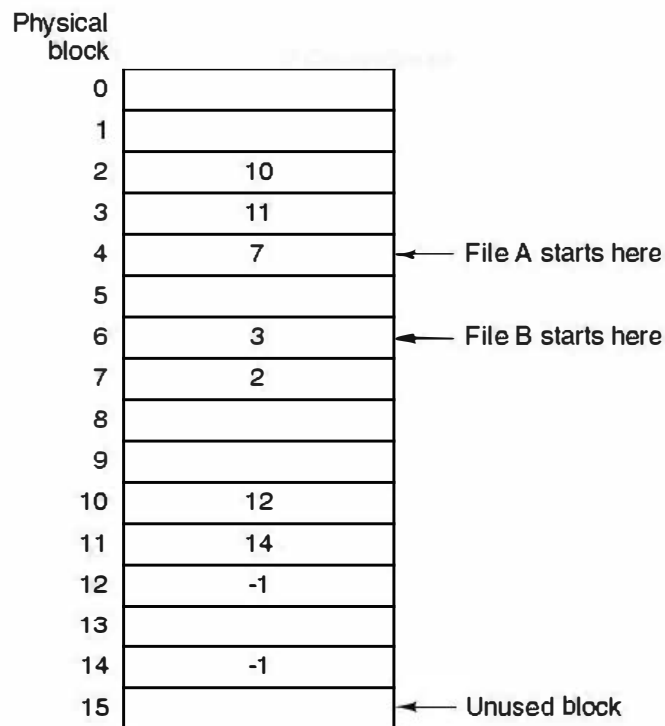 Physical
block
0
1
2 10
3 11
4 7 File A starts here
5
6 3 File B starts here
7 2
8
9
10 12
11 14
12 -1
13
14 -1
15 Unused block